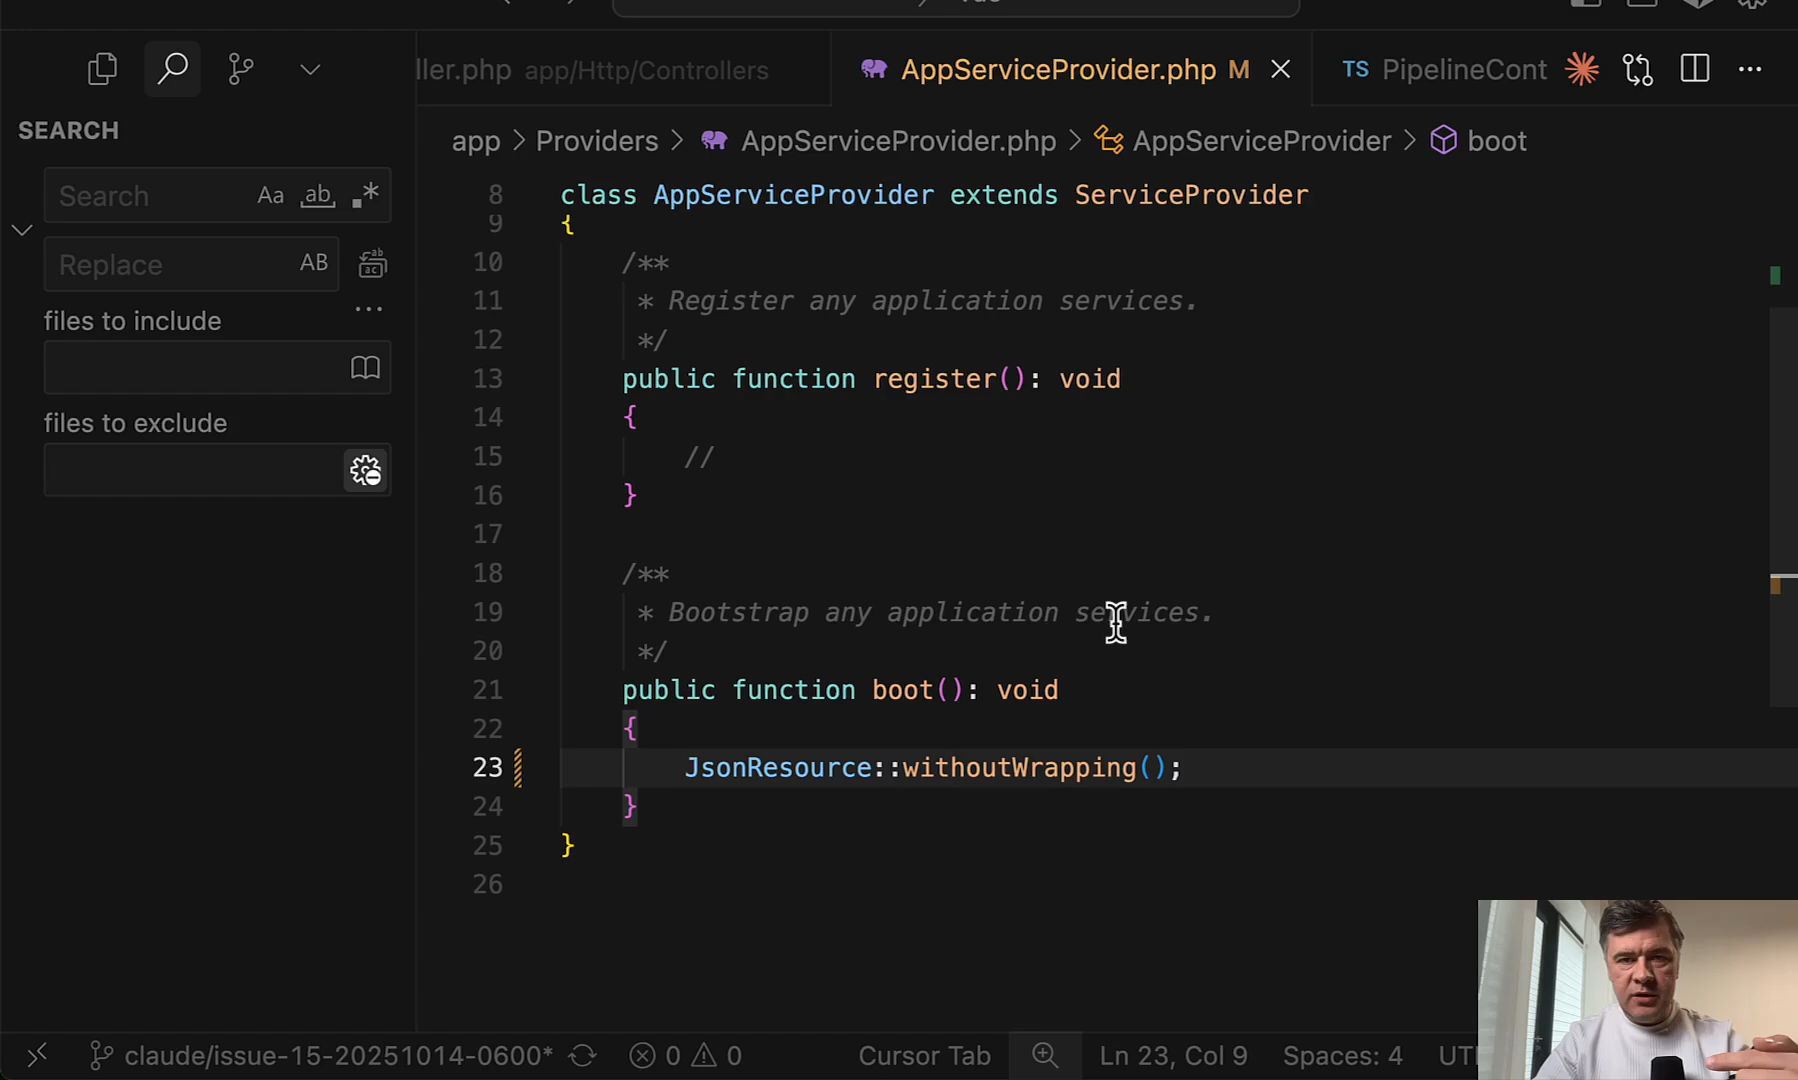 ller.php app/Http/Controllers
AppServiceProvider.php M
TS PipelineCont
SEARCH
app > Providers > AppServiceProvider.php > AppServiceProvider > boot
Search Aa ab .*
Replace AB
files to include
files to exclude
8 class AppServiceProvider extends ServiceProvider
9 {
10 /**
11 * Register any application services.
12 */
13 public function register(): void
14 {
15 //
16 }
17
18 /**
19 * Bootstrap any application services.
20 */
21 public function boot(): void
22 {
23 JsonResource::withoutWrapping();
24 }
25 }
26
claude/issue-15-20251014-0600* 0 0 Cursor Tab Ln 23, Col 9 Spaces: 4